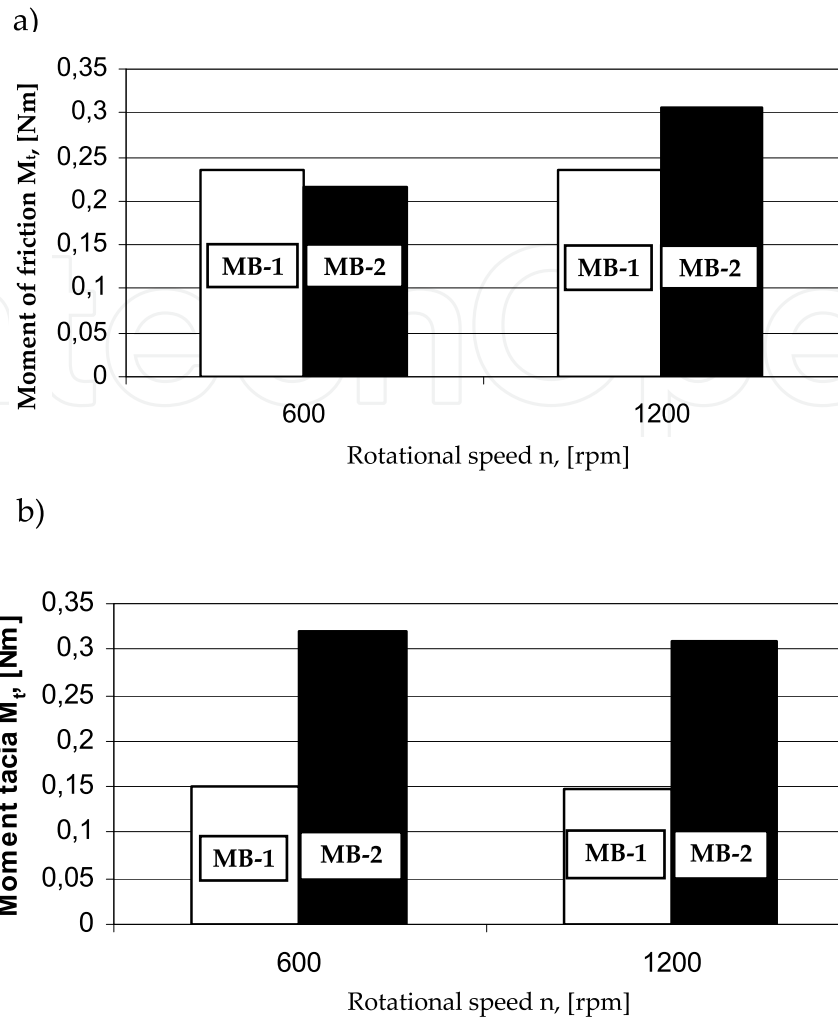 a)
Moment of friction Mt, [Nm]
0,35
0,3
0,25
0,2
0,15
0,1
0,05
0
MB-1 MB-2 MB-1 MB-2
600 1200
Rotational speed n, [rpm]
b)
Moment tacia Mt, [Nm]
0,35
0,3
0,25
0,2
0,15
0,1
0,05
0
MB-1 MB-2 MB-1 MB-2
600 1200
Rotational speed n, [rpm]